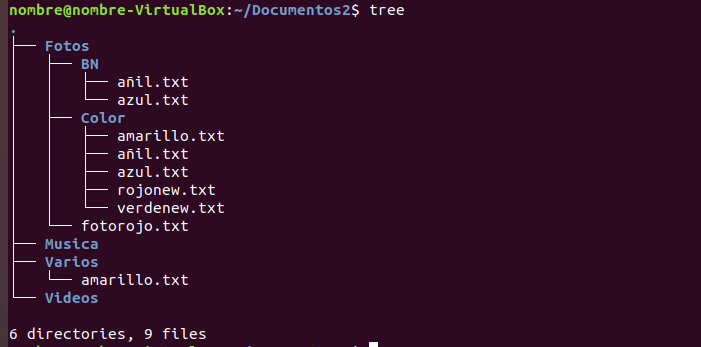 nombre@nombre-VirtualBox:~/Documentos2$ tree
.
├── Fotos
│   ├── BN
│   │   ├── añil.txt
│   │   └── azul.txt
│   ├── Color
│   │   ├── amarillo.txt
│   │   ├── añil.txt
│   │   ├── azul.txt
│   │   ├── rojonew.txt
│   │   └── verdenew.txt
│   └── fotorojo.txt
├── Musica
├── Varios
│   └── amarillo.txt
└── Videos

6 directories, 9 files